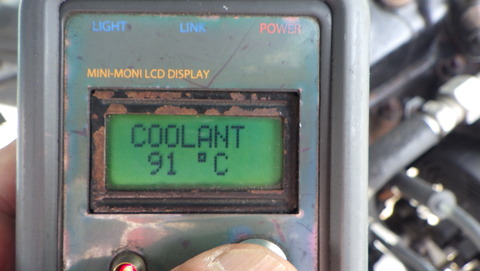 LIGHT LINK POWER
MINI-MONI LCD DISPLAY
COOLANT
91 °C